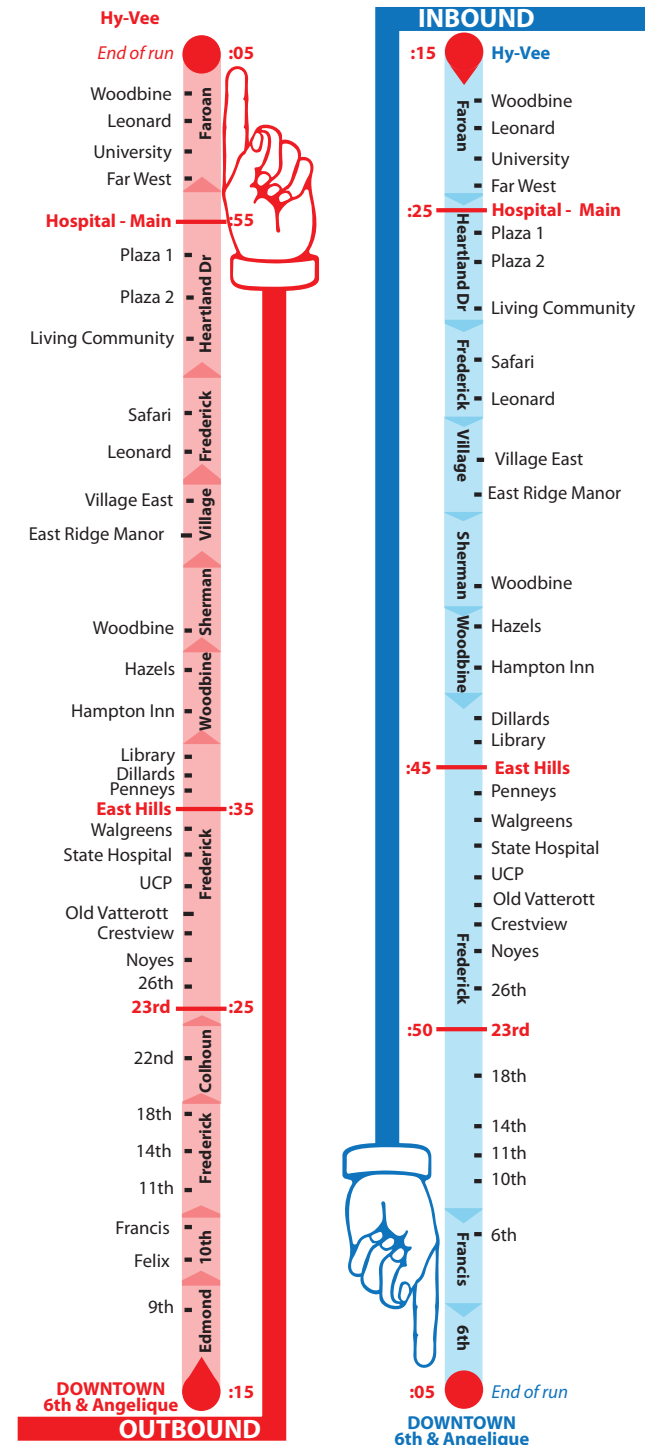 Hy-Vee
End of run :05
Woodbine
Leonard
University
Far West
Faroan
Hospital - Main :55
Plaza 1
Plaza 2
Living Community
Heartland Dr
Safari
Leonard
Frederick
Village East
East Ridge Manor
Village
Woodbine
Sherman
Hazels
Hampton Inn
Woodbine
Library
Dillards
Penneys
East Hills :35
Walgreens
State Hospital
UCP
Old Vatterott
Crestview
Noyes
26th
Frederick
23rd :25
22nd
Colhoun
18th
14th
11th
Frederick
Francis
Felix
10th
9th
Edmond
DOWNTOWN
6th & Angelique :15
OUTBOUND
INBOUND
:15 Hy-Vee
Faroan
Woodbine
Leonard
University
Far West
:25 Hospital - Main
Heartland Dr
Plaza 1
Plaza 2
Living Community
Frederick
Safari
Leonard
Village
Village East
East Ridge Manor
Sherman
Woodbine
Woodbine
Hazels
Hampton Inn
Dillards
Library
:45 East Hills
Penneys
Walgreens
State Hospital
UCP
Old Vatterott
Crestview
Noyes
Frederick
26th
:50 23rd
18th
14th
11th
10th
Francis
6th
6th
:05 End of run
DOWNTOWN
6th & Angelique